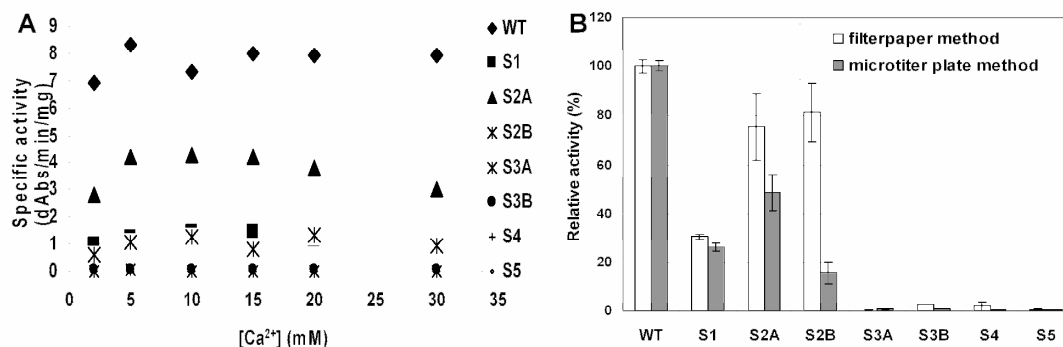 A
9
8
7
6
5
4
3
2
1
0
Specific activity
(dAbs/min/mg)
0 5 10 15 20 25 30 35
[Ca²⁺] (mM)
WT
S1
S2A
S2B
S3A
S3B
S4
S5
B
120
100
80
60
40
20
0
Relative activity (%)
filterpaper method
microtiter plate method
WT S1 S2A S2B S3A S3B S4 S5